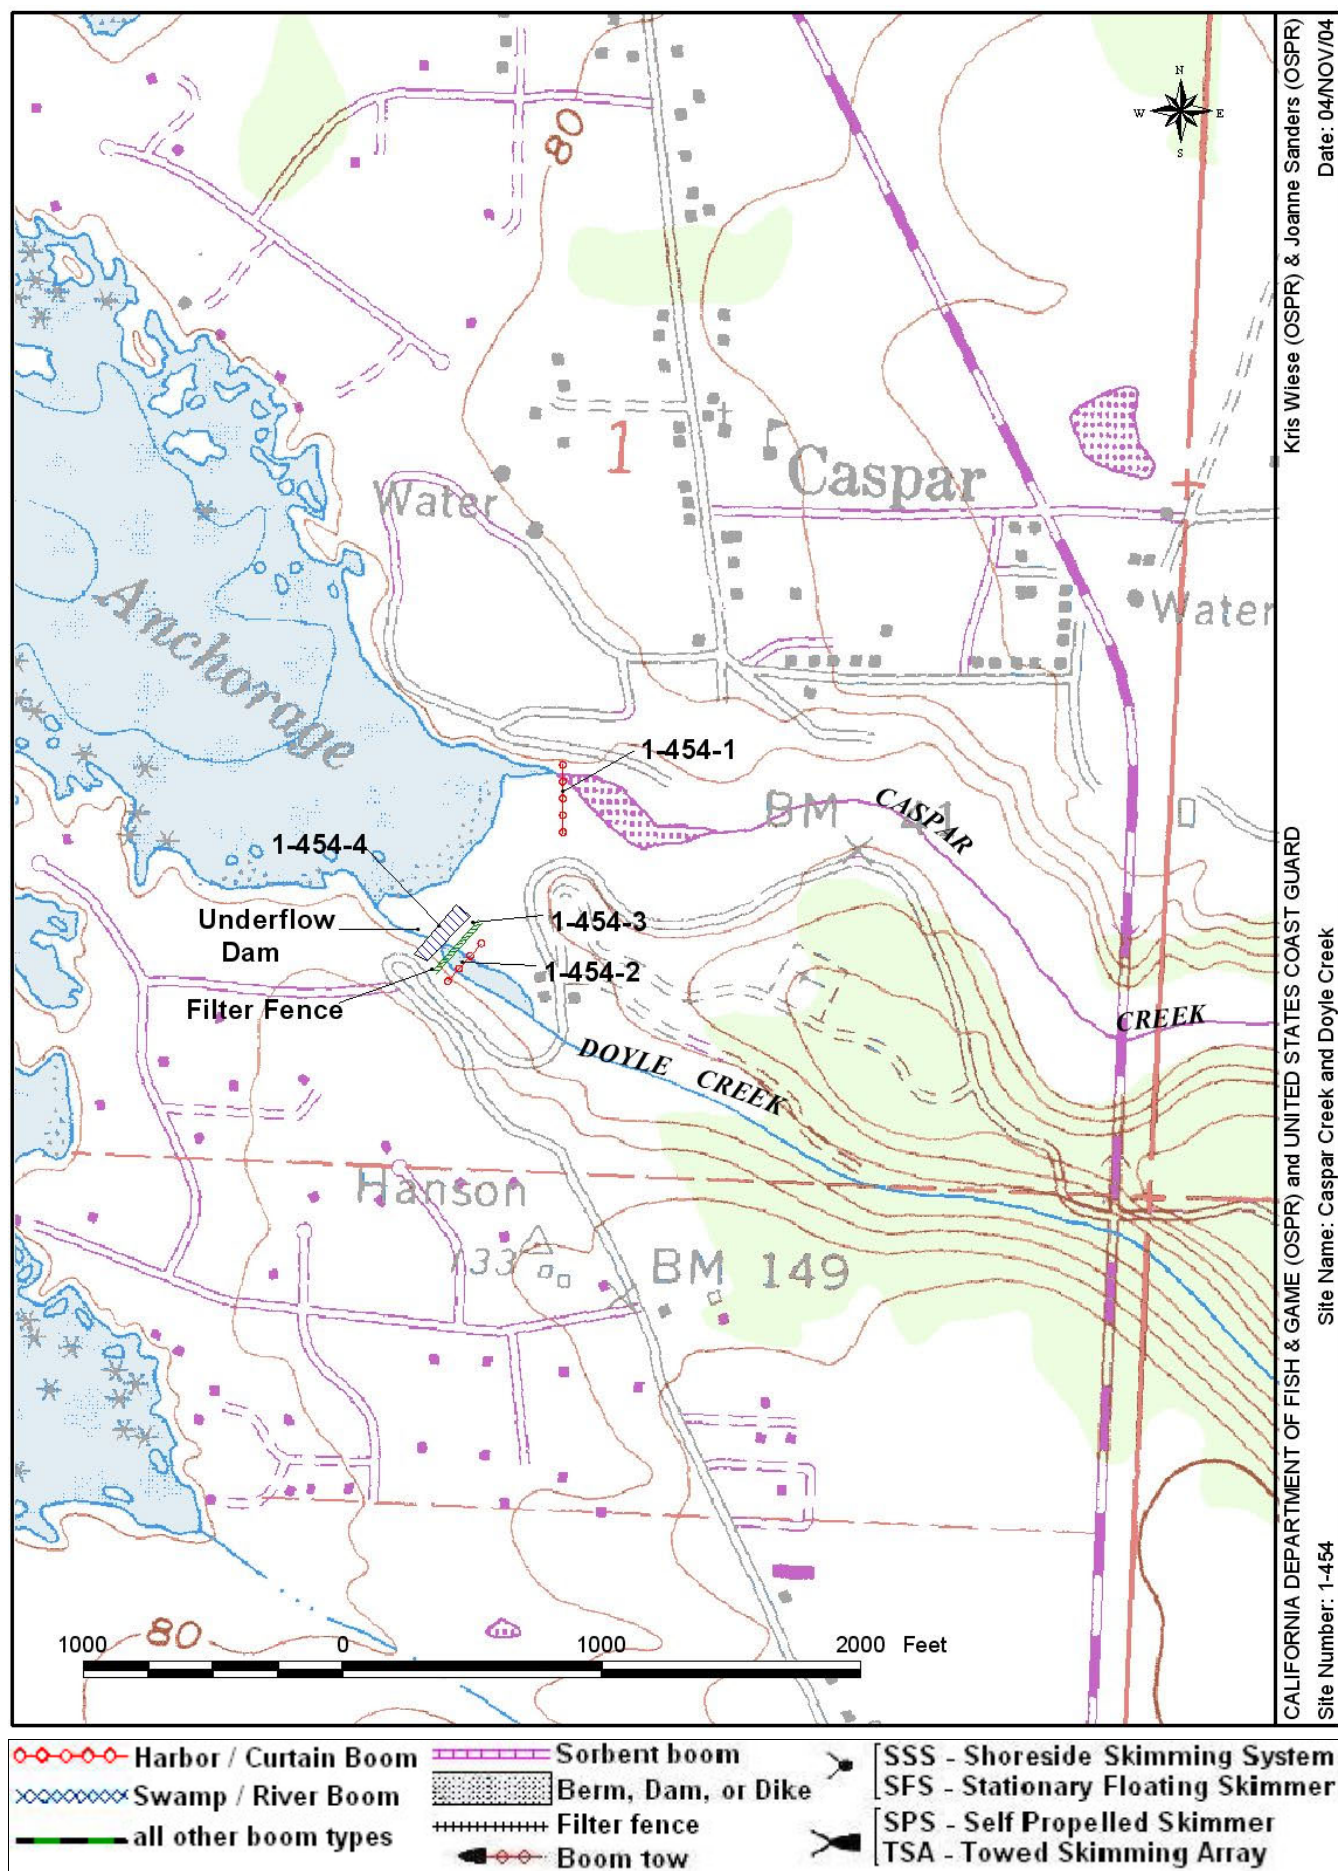 N
W E
S
80
1
Water
Caspar
Water
Anchorage
1-454-1
BM 21
CASPAR
1-454-4
Underflow
Dam
1-454-3
1-454-2
Filter Fence
CREEK
DOYLE CREEK
Hanson
133
BM 149
80
1000 0 1000 2000 Feet
Kris Wiese (OSPR) & Joanne Sanders (OSPR)
Date: 04/NOV/04
CALIFORNIA DEPARTMENT OF FISH & GAME (OSPR) and UNITED STATES COAST GUARD
Site Name: Caspar Creek and Doyle Creek
Site Number: 1-454
Harbor / Curtain Boom
Swamp / River Boom
all other boom types
Sorbent boom
Berm, Dam, or Dike
Filter fence
Boom tow
SSS - Shoreside Skimming System
SFS - Stationary Floating Skimmer
SPS - Self Propelled Skimmer
TSA - Towed Skimming Array